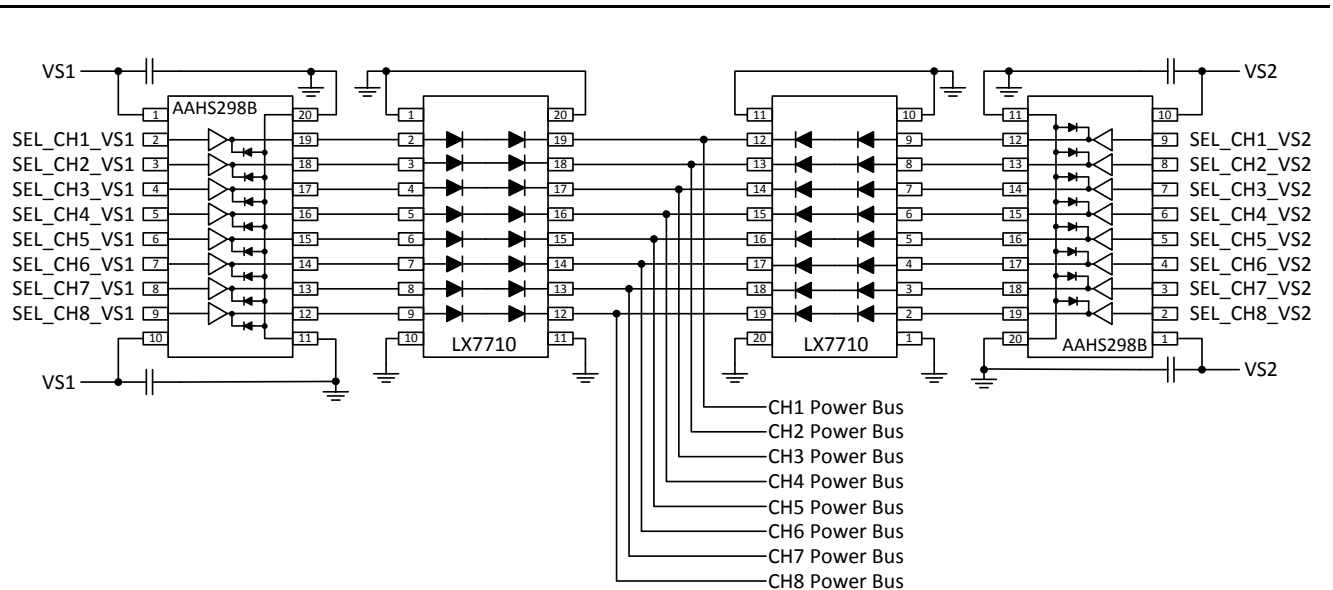 VS1 VS2
1 AAHS298B 20 1 20 11 10 11 10
SEL_CH1_VS1 2 19 2 19 12 9 12 9 SEL_CH1_VS2
SEL_CH2_VS1 3 18 3 18 13 8 13 8 SEL_CH2_VS2
SEL_CH3_VS1 4 17 4 17 14 7 14 7 SEL_CH3_VS2
SEL_CH4_VS1 5 16 5 16 15 6 15 6 SEL_CH4_VS2
SEL_CH5_VS1 6 15 6 15 16 5 16 5 SEL_CH5_VS2
SEL_CH6_VS1 7 14 7 14 17 4 17 4 SEL_CH6_VS2
SEL_CH7_VS1 8 13 8 13 18 3 18 3 SEL_CH7_VS2
SEL_CH8_VS1 9 12 9 12 19 2 19 2 SEL_CH8_VS2
10 11 10 LX7710 11 20 LX7710 1 20 AAHS298B 1
VS1 VS2
CH1 Power Bus
CH2 Power Bus
CH3 Power Bus
CH4 Power Bus
CH5 Power Bus
CH6 Power Bus
CH7 Power Bus
CH8 Power Bus